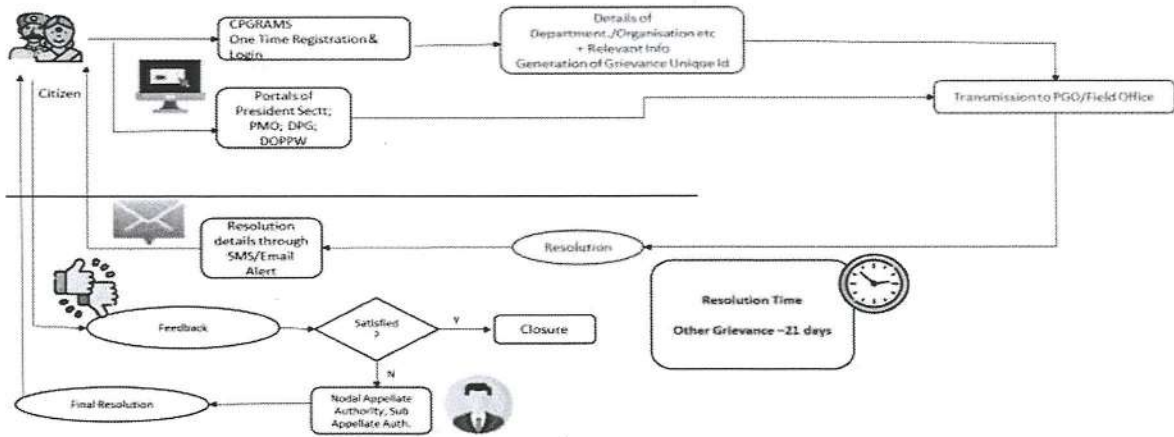 CPGRAMS
One Time Registration &
Login
Details of
Department./Organisation etc
+ Relevant Info
Generation of Grievance Unique Id
Citizen
Portals of
President Sectt;
PMO; DPG;
DOPPW
Transmission to PGO/Field Office
Resolution
details through
SMS/Email
Alert
Resolution
Resolution Time
Other Grievance –21 days
Feedback
Satisfied
?
Y
Closure
N
Final Resolution
Nodal Appellate
Authority, Sub
Appellate Auth.